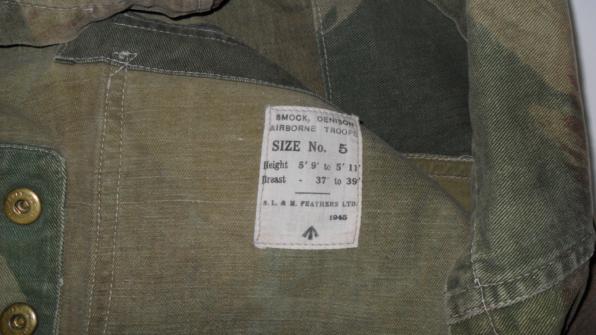 SMOCK, DENISON
AIRBORNE TROOPS
SIZE No. 5
Height 5' 9" to 5' 11"
Breast - 37" to 39"
S. L. & M. FEATHERS LTD.
1945